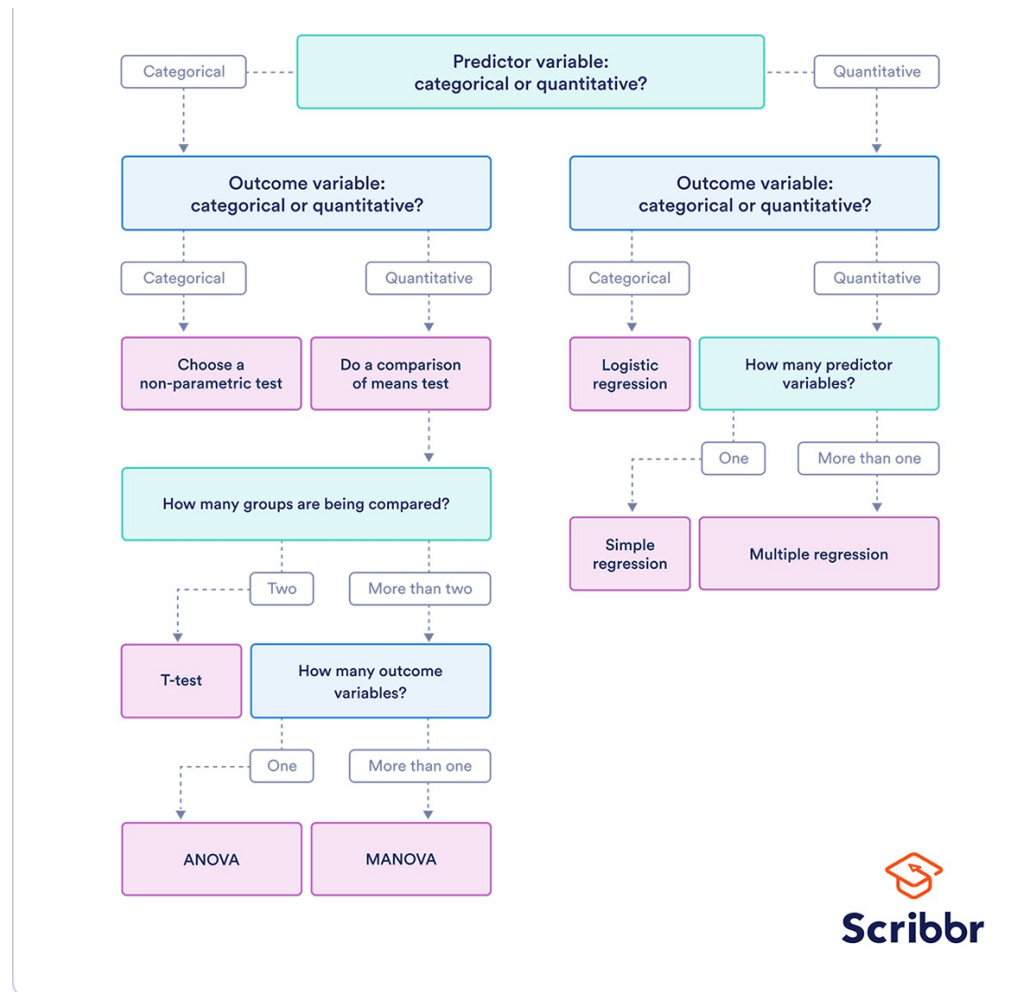 Predictor variable:
categorical or quantitative?
Categorical
Quantitative
Outcome variable:
categorical or quantitative?
Categorical
Quantitative
Choose a
non-parametric test
Do a comparison
of means test
How many groups are being compared?
Two
More than two
T-test
How many outcome
variables?
One
More than one
ANOVA
MANOVA
Outcome variable:
categorical or quantitative?
Categorical
Quantitative
Logistic
regression
How many predictor
variables?
One
More than one
Simple
regression
Multiple regression
Scribbr